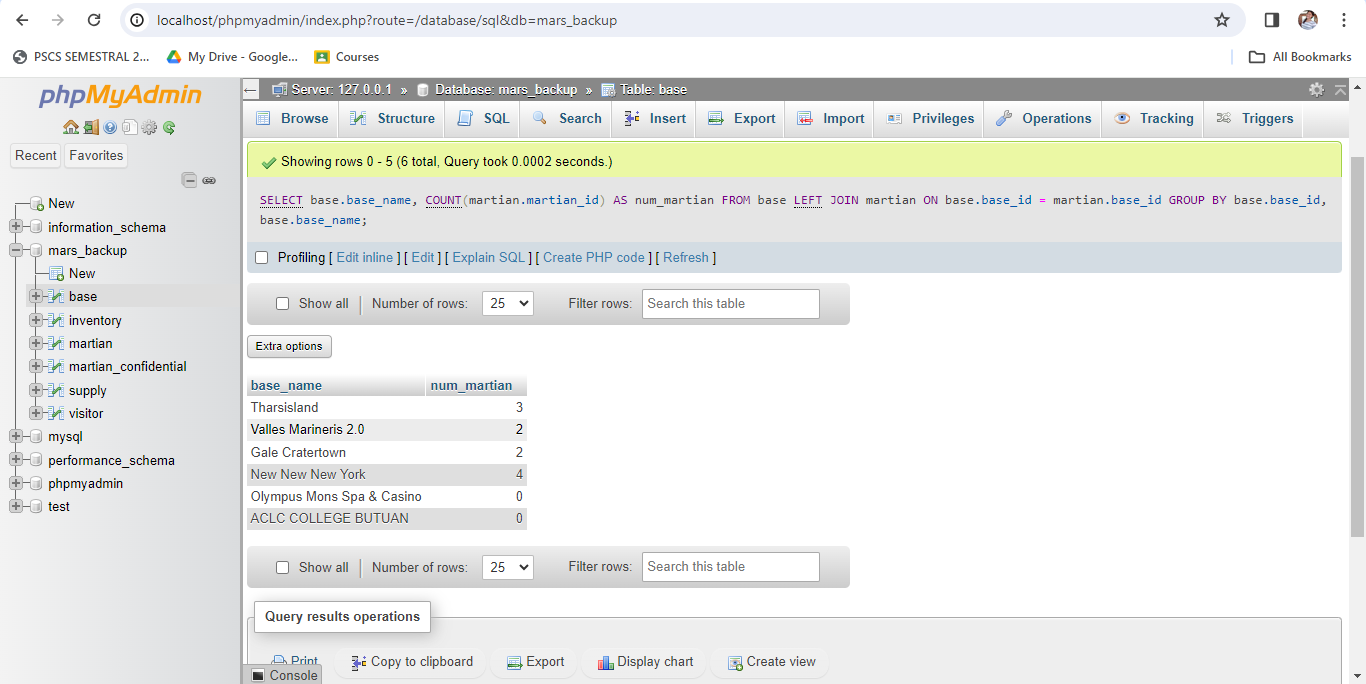 localhost/phpmyadmin/index.php?route=/database/sql&db=mars_backup
PSCS SEMESTRAL 2... My Drive - Google... Courses All Bookmarks
phpMyAdmin
Recent Favorites
New
information_schema
mars_backup
New
base
inventory
martian
martian_confidential
supply
visitor
mysql
performance_schema
phpmyadmin
test
Server: 127.0.0.1 » Database: mars_backup » Table: base
Browse Structure SQL Search Insert Export Import Privileges Operations Tracking Triggers
Showing rows 0 - 5 (6 total, Query took 0.0002 seconds.)
SELECT base.base_name, COUNT(martian.martian_id) AS num_martian FROM base LEFT JOIN martian ON base.base_id = martian.base_id GROUP BY base.base_id,
base.base_name;
Profiling [ Edit inline ] [ Edit ] [ Explain SQL ] [ Create PHP code ] [ Refresh ]
Show all Number of rows: 25 Filter rows: Search this table
Extra options
base_name num_martian
Tharsisland 3
Valles Marineris 2.0 2
Gale Cratertown 2
New New New York 4
Olympus Mons Spa & Casino 0
ACLC COLLEGE BUTUAN 0
Show all Number of rows: 25 Filter rows: Search this table
Query results operations
Print Copy to clipboard Export Display chart Create view
Console